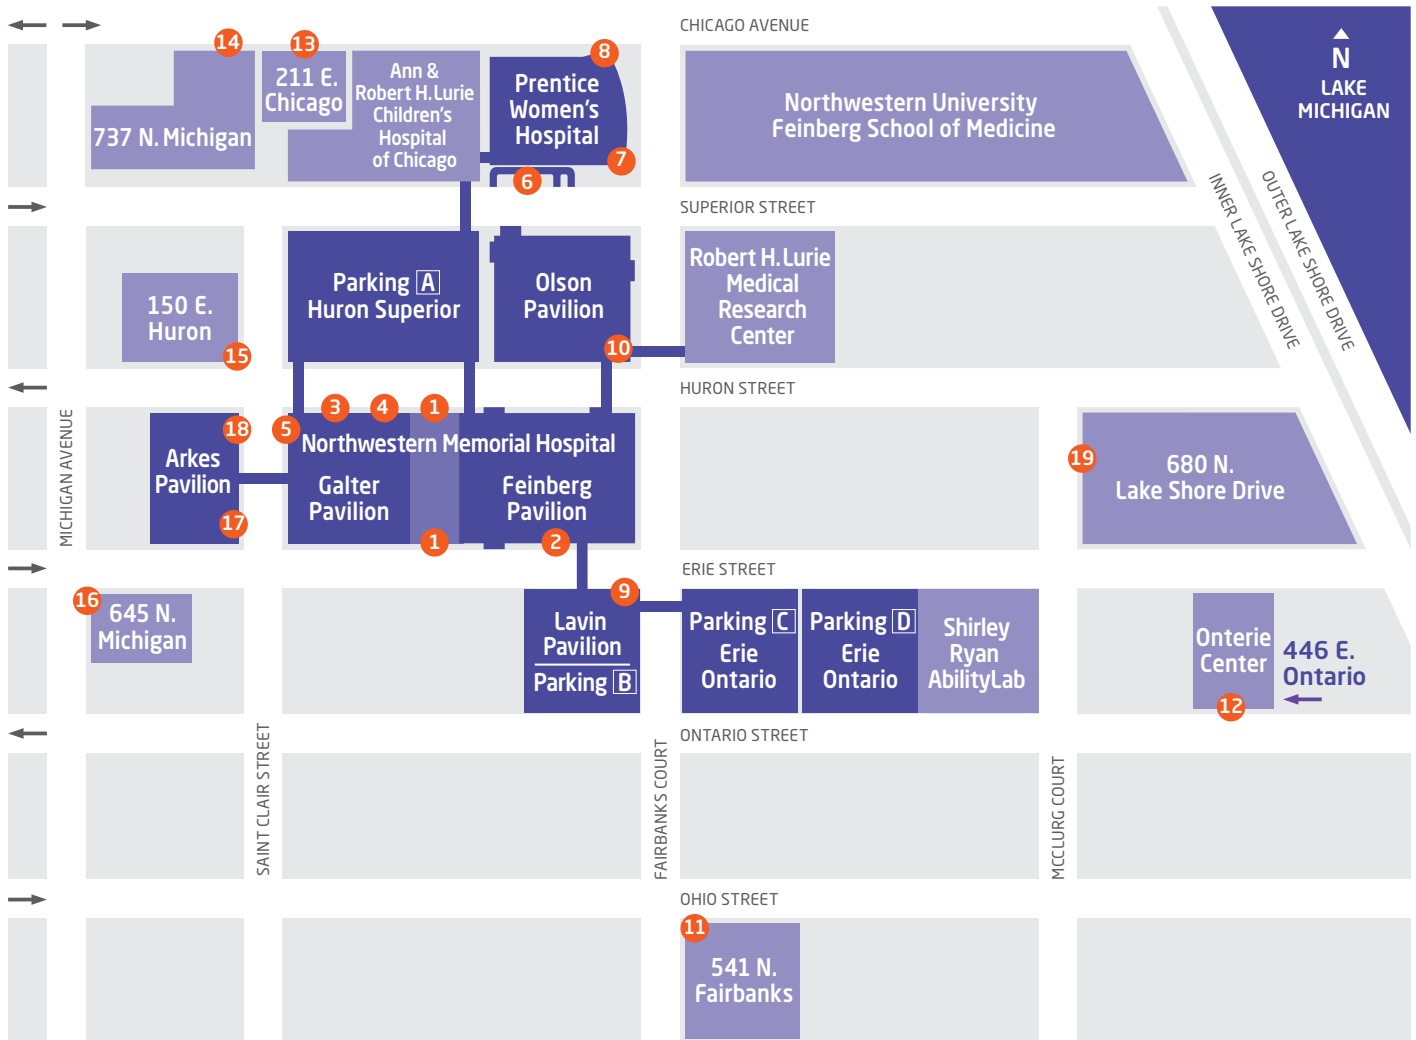 CHICAGO AVENUE
N
LAKE
MICHIGAN
14
13
8
737 N. Michigan
211 E.
Chicago
Ann &
Robert H. Lurie
Children's
Hospital
of Chicago
Prentice
Women's
Hospital
7
6
Northwestern University
Feinberg School of Medicine
INNER LAKE SHORE DRIVE
OUTER LAKE SHORE DRIVE
SUPERIOR STREET
150 E.
Huron
15
Parking A
Huron Superior
Olson
Pavilion
10
Robert H. Lurie
Medical
Research
Center
HURON STREET
MICHIGAN AVENUE
18
Arkes
Pavilion
17
5
3
4
1
Northwestern Memorial Hospital
Galter
Pavilion
Feinberg
Pavilion
1
2
19
680 N.
Lake Shore Drive
ERIE STREET
16
645 N.
Michigan
9
Lavin
Pavilion
Parking B
Parking C
Erie
Ontario
Parking D
Erie
Ontario
Shirley
Ryan
AbilityLab
Onterie
Center
12
446 E.
Ontario
ONTARIO STREET
SAINT CLAIR STREET
FAIRBANKS COURT
MCCLURG COURT
OHIO STREET
11
541 N.
Fairbanks